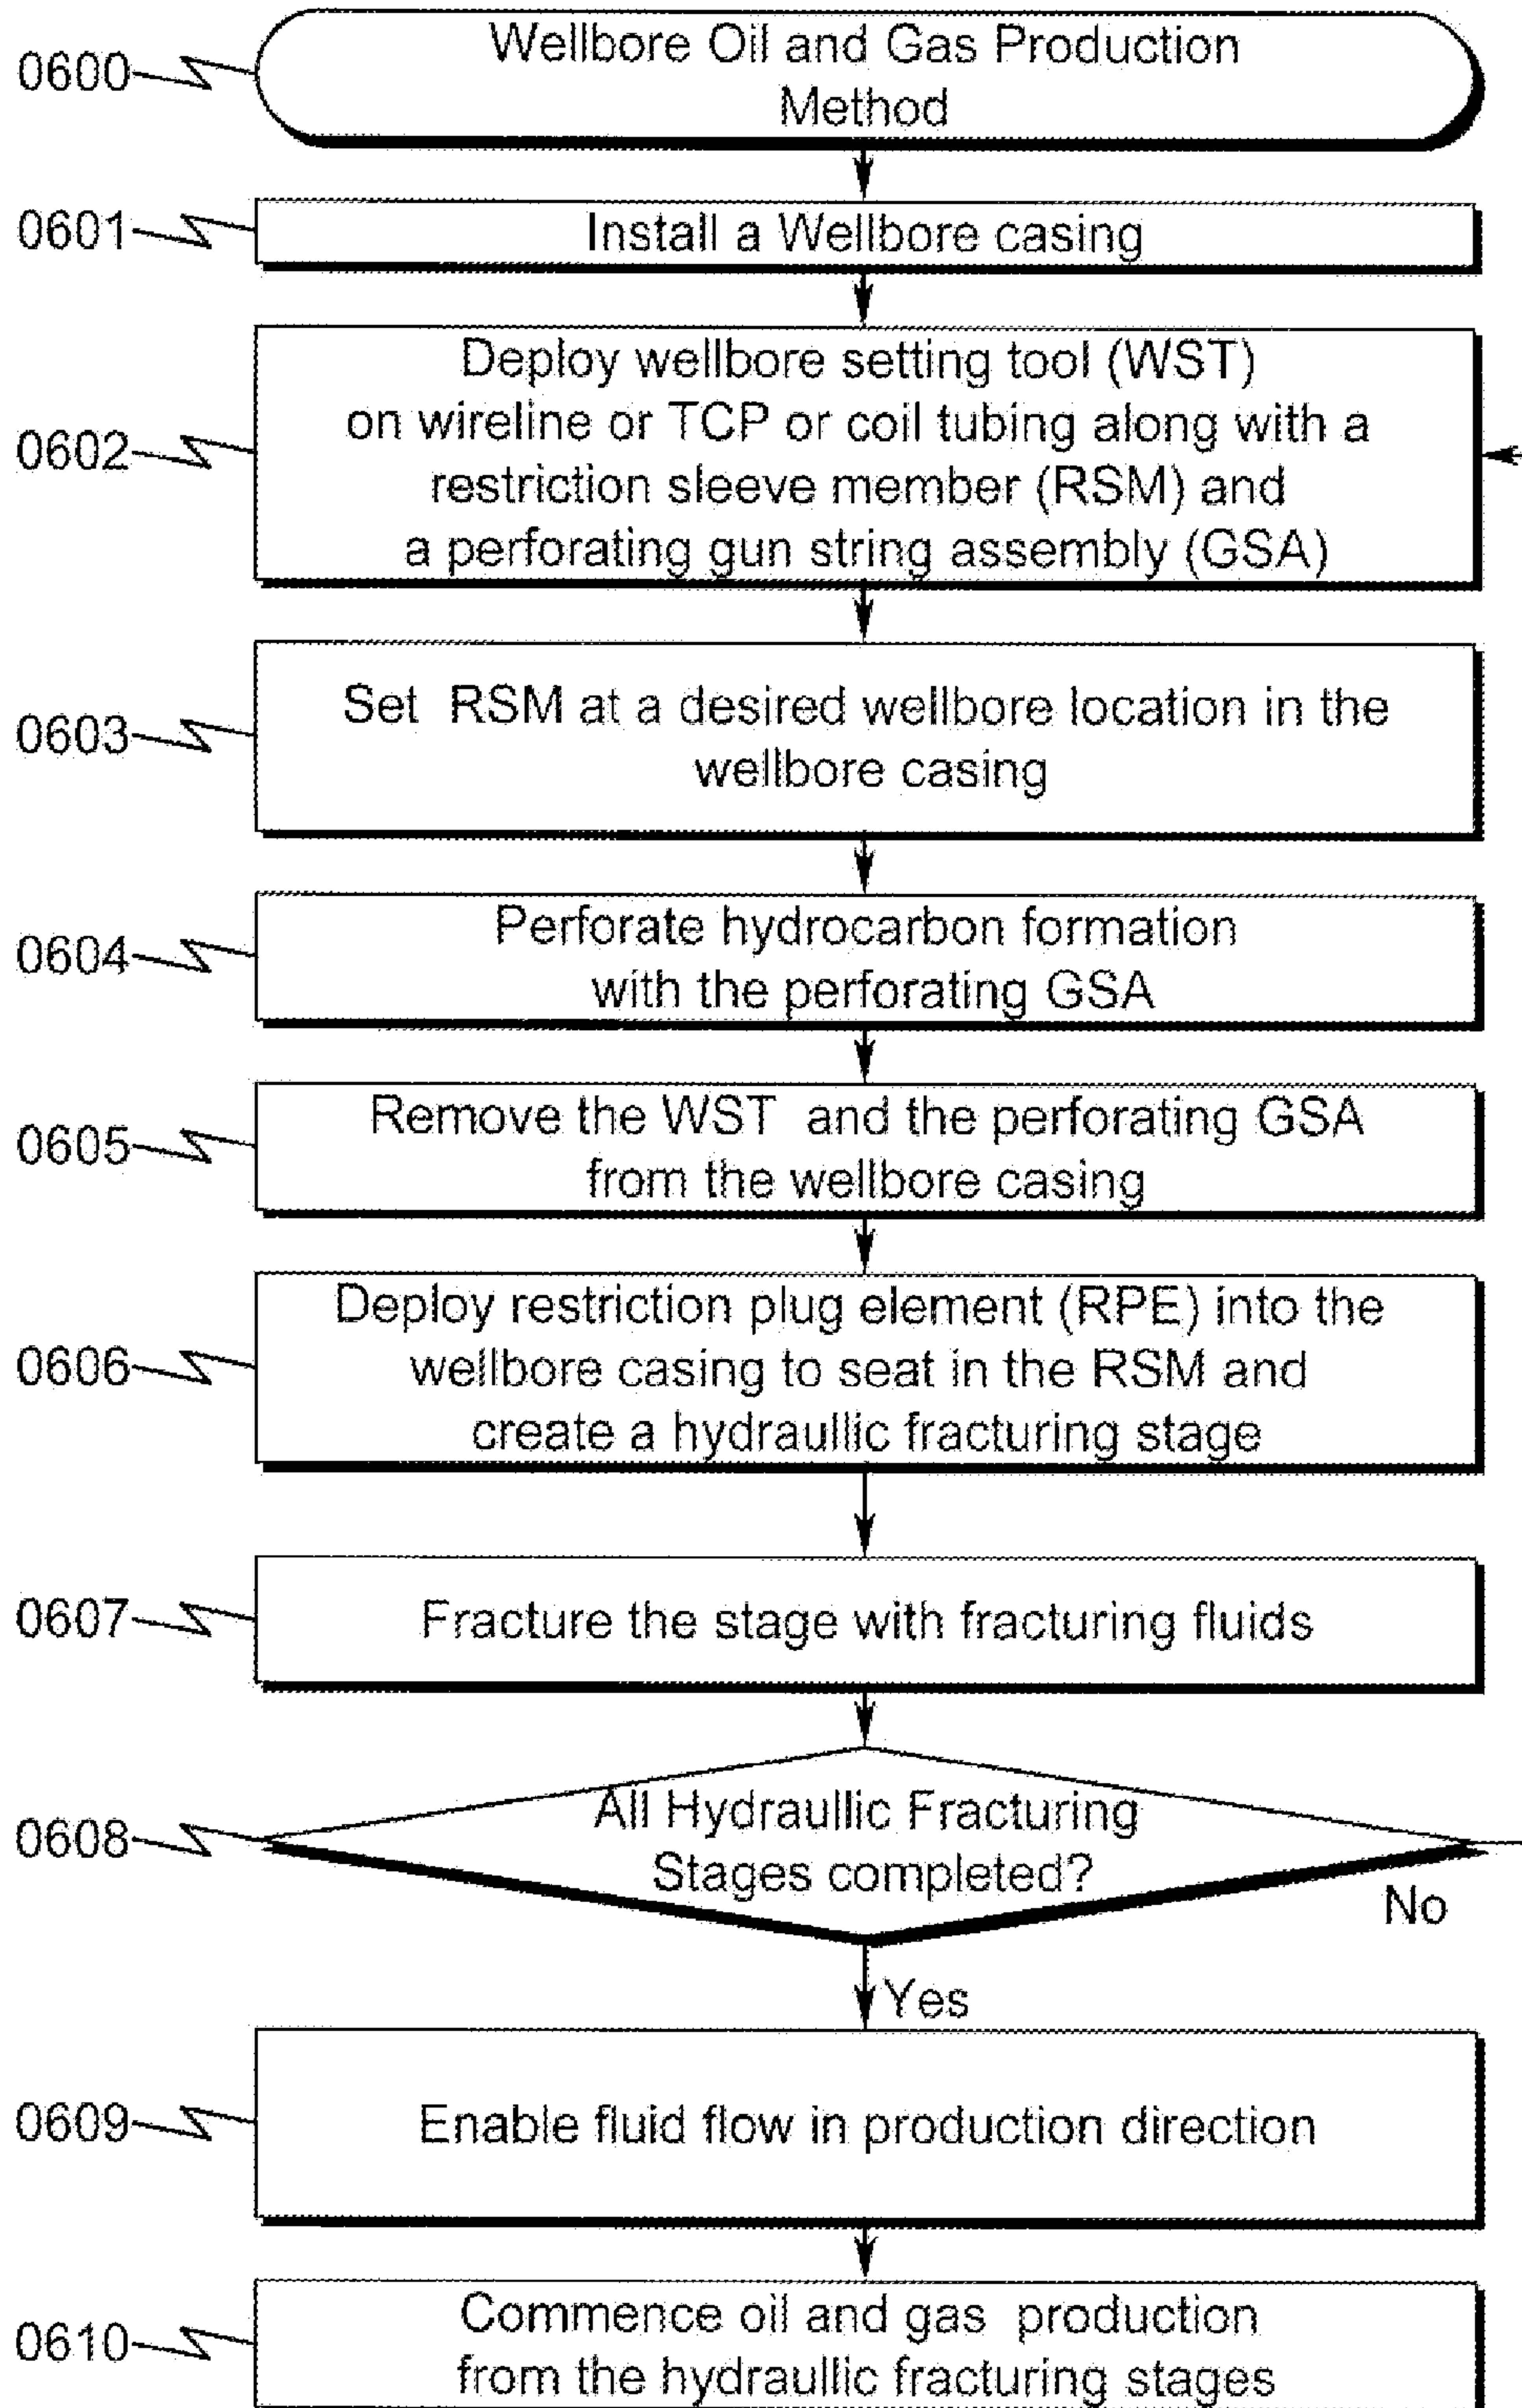 0600
Wellbore Oil and Gas Production
Method
0601
Install a Wellbore casing
0602
Deploy wellbore setting tool (WST)
on wireline or TCP or coil tubing along with a
restriction sleeve member (RSM) and
a perforating gun string assembly (GSA)
0603
Set RSM at a desired wellbore location in the
wellbore casing
0604
Perforate hydrocarbon formation
with the perforating GSA
0605
Remove the WST and the perforating GSA
from the wellbore casing
0606
Deploy restriction plug element (RPE) into the
wellbore casing to seat in the RSM and
create a hydraullic fracturing stage
0607
Fracture the stage with fracturing fluids
0608
All Hydraullic Fracturing
Stages completed?
No
Yes
0609
Enable fluid flow in production direction
0610
Commence oil and gas production
from the hydraullic fracturing stages